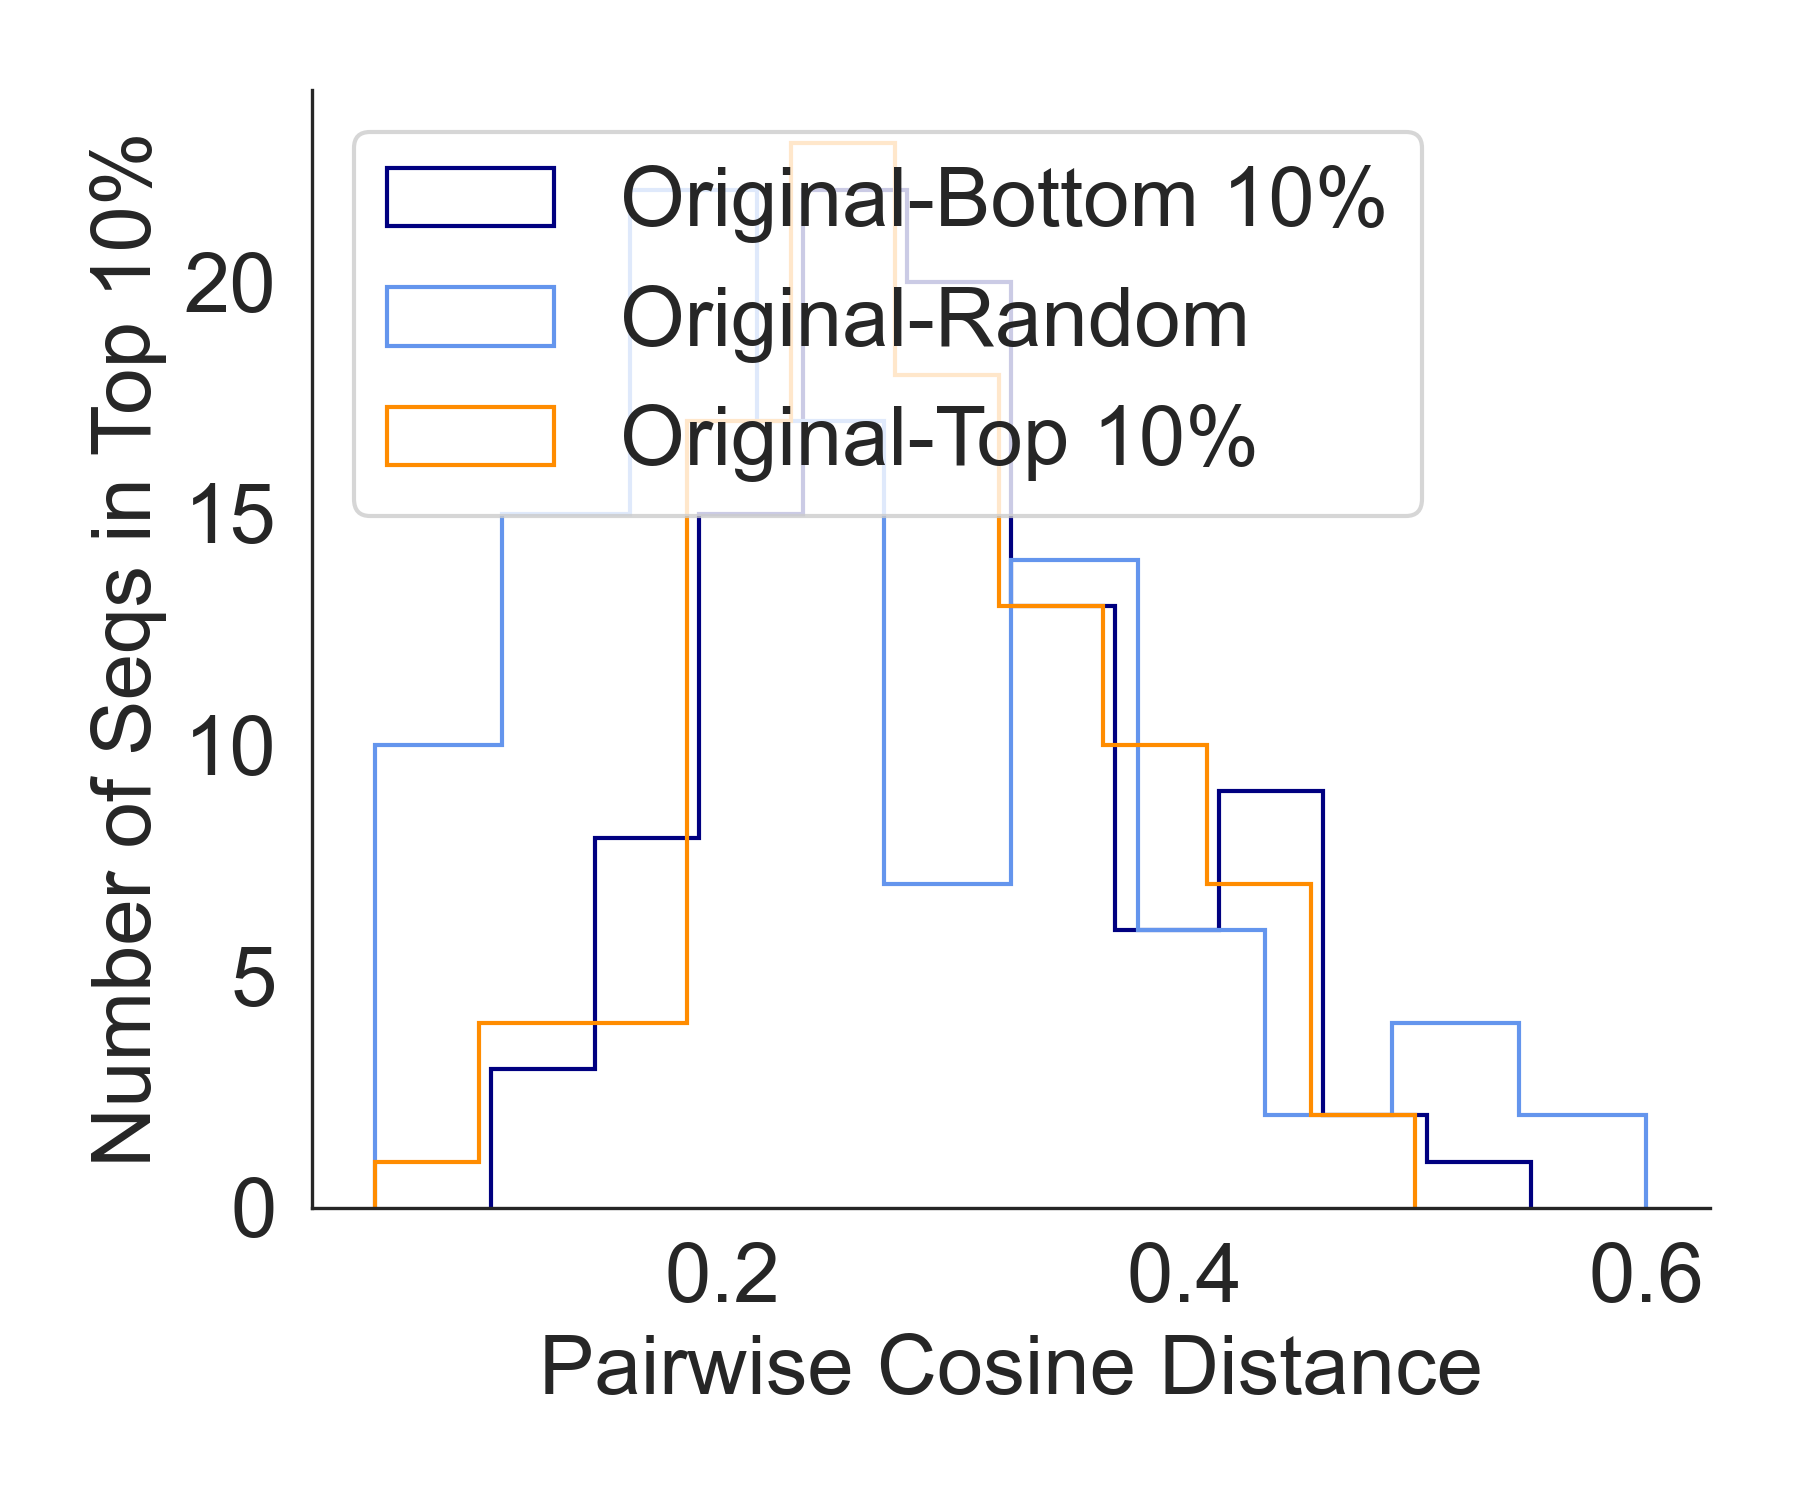 Number of Seqs in Top 10%
20
15
10
5
0
Original-Bottom 10%
Original-Random
Original-Top 10%
0.2 0.4 0.6
Pairwise Cosine Distance